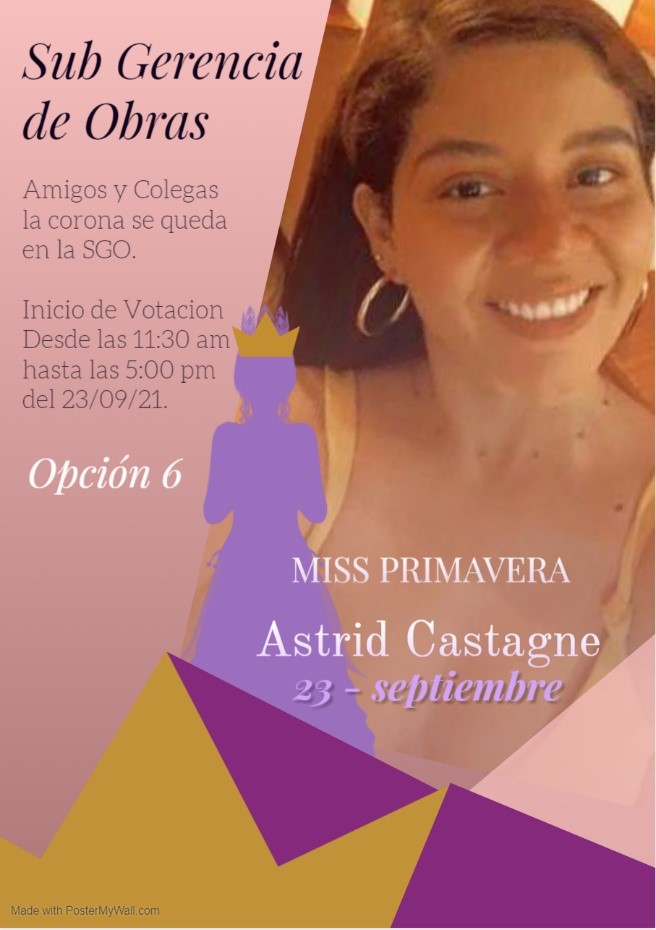 Sub Gerencia
de Obras
Amigos y Colegas
la corona se queda
en la SGO.
Inicio de Votacion
Desde las 11:30 am
hasta las 5:00 pm
del 23/09/21.
Opción 6
MISS PRIMAVERA
Astrid Castagne
23 - septiembre
Made with PosterMyWall.com